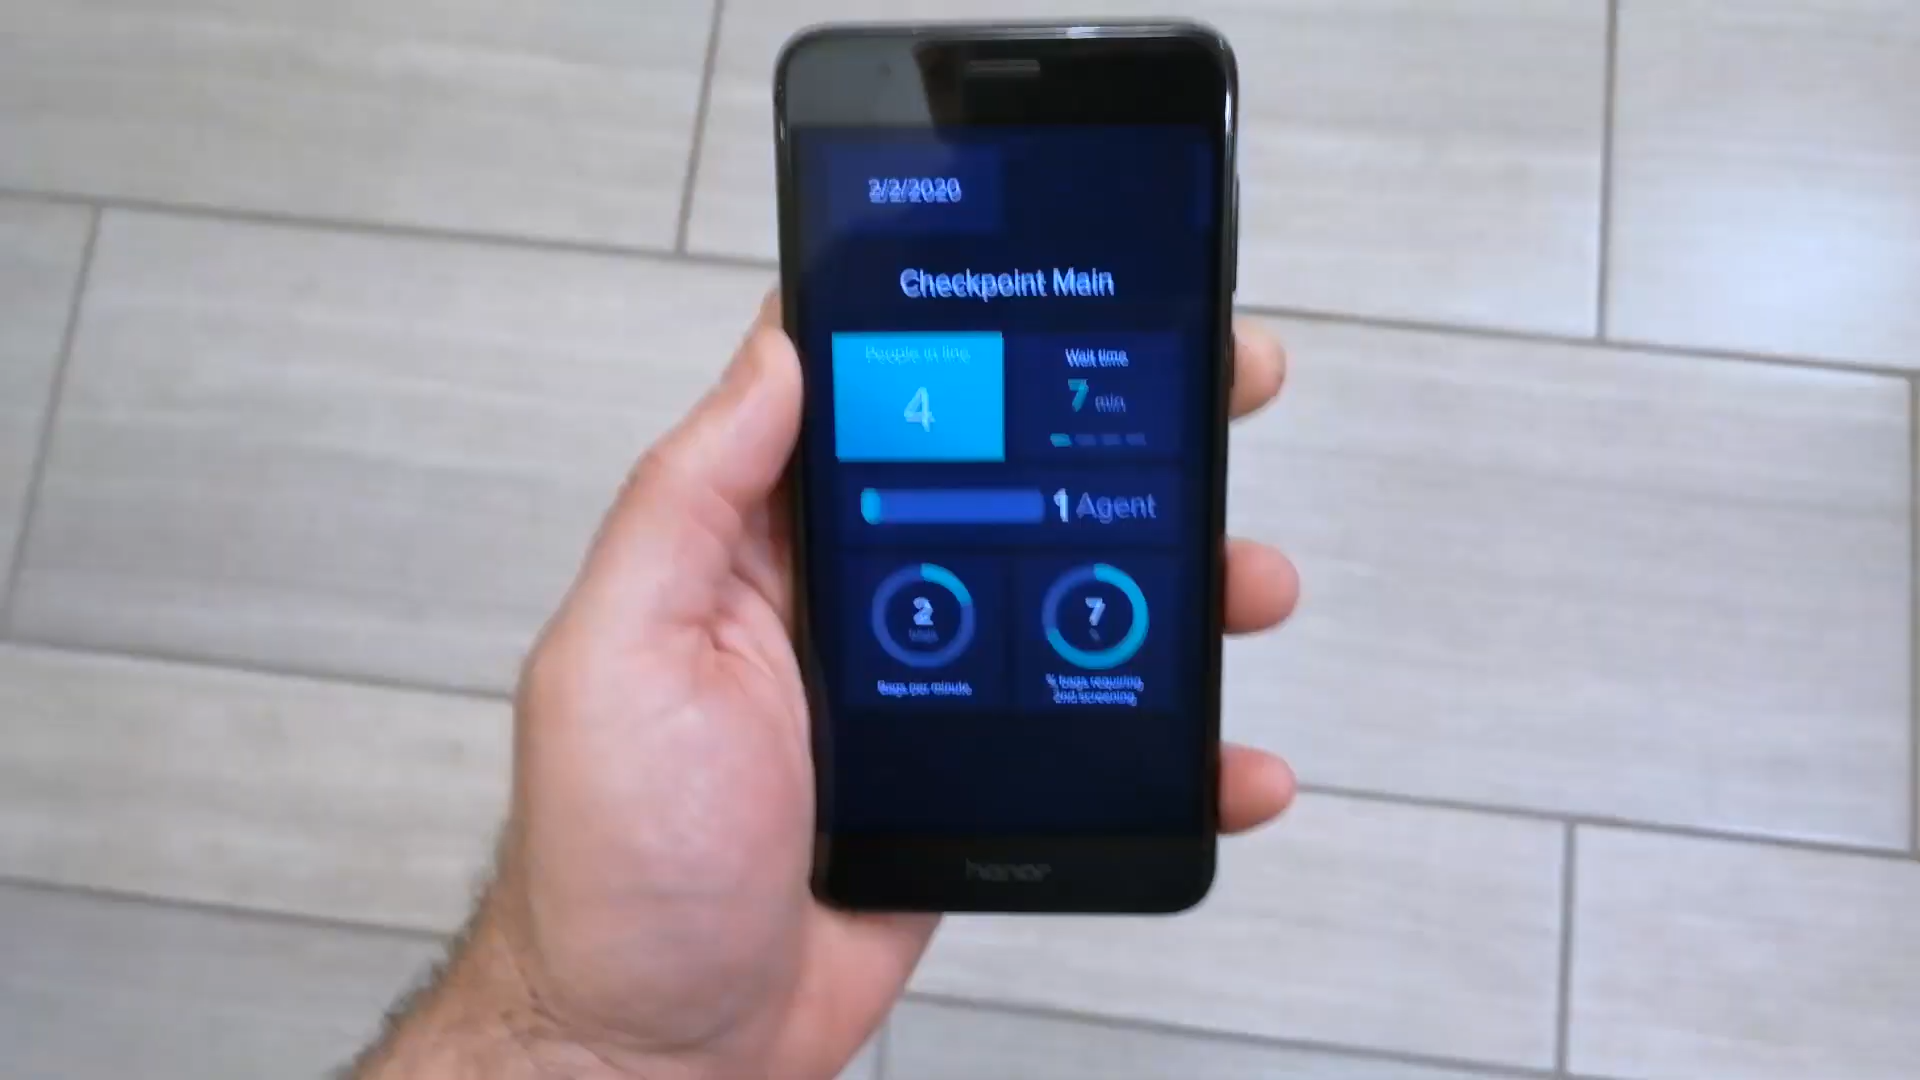 2/2/2020
Checkpoint Main
People in line
4
Wait time
7 min
1 Agent
2
7
Bags per minute
% bags requiring
2nd screening
honor